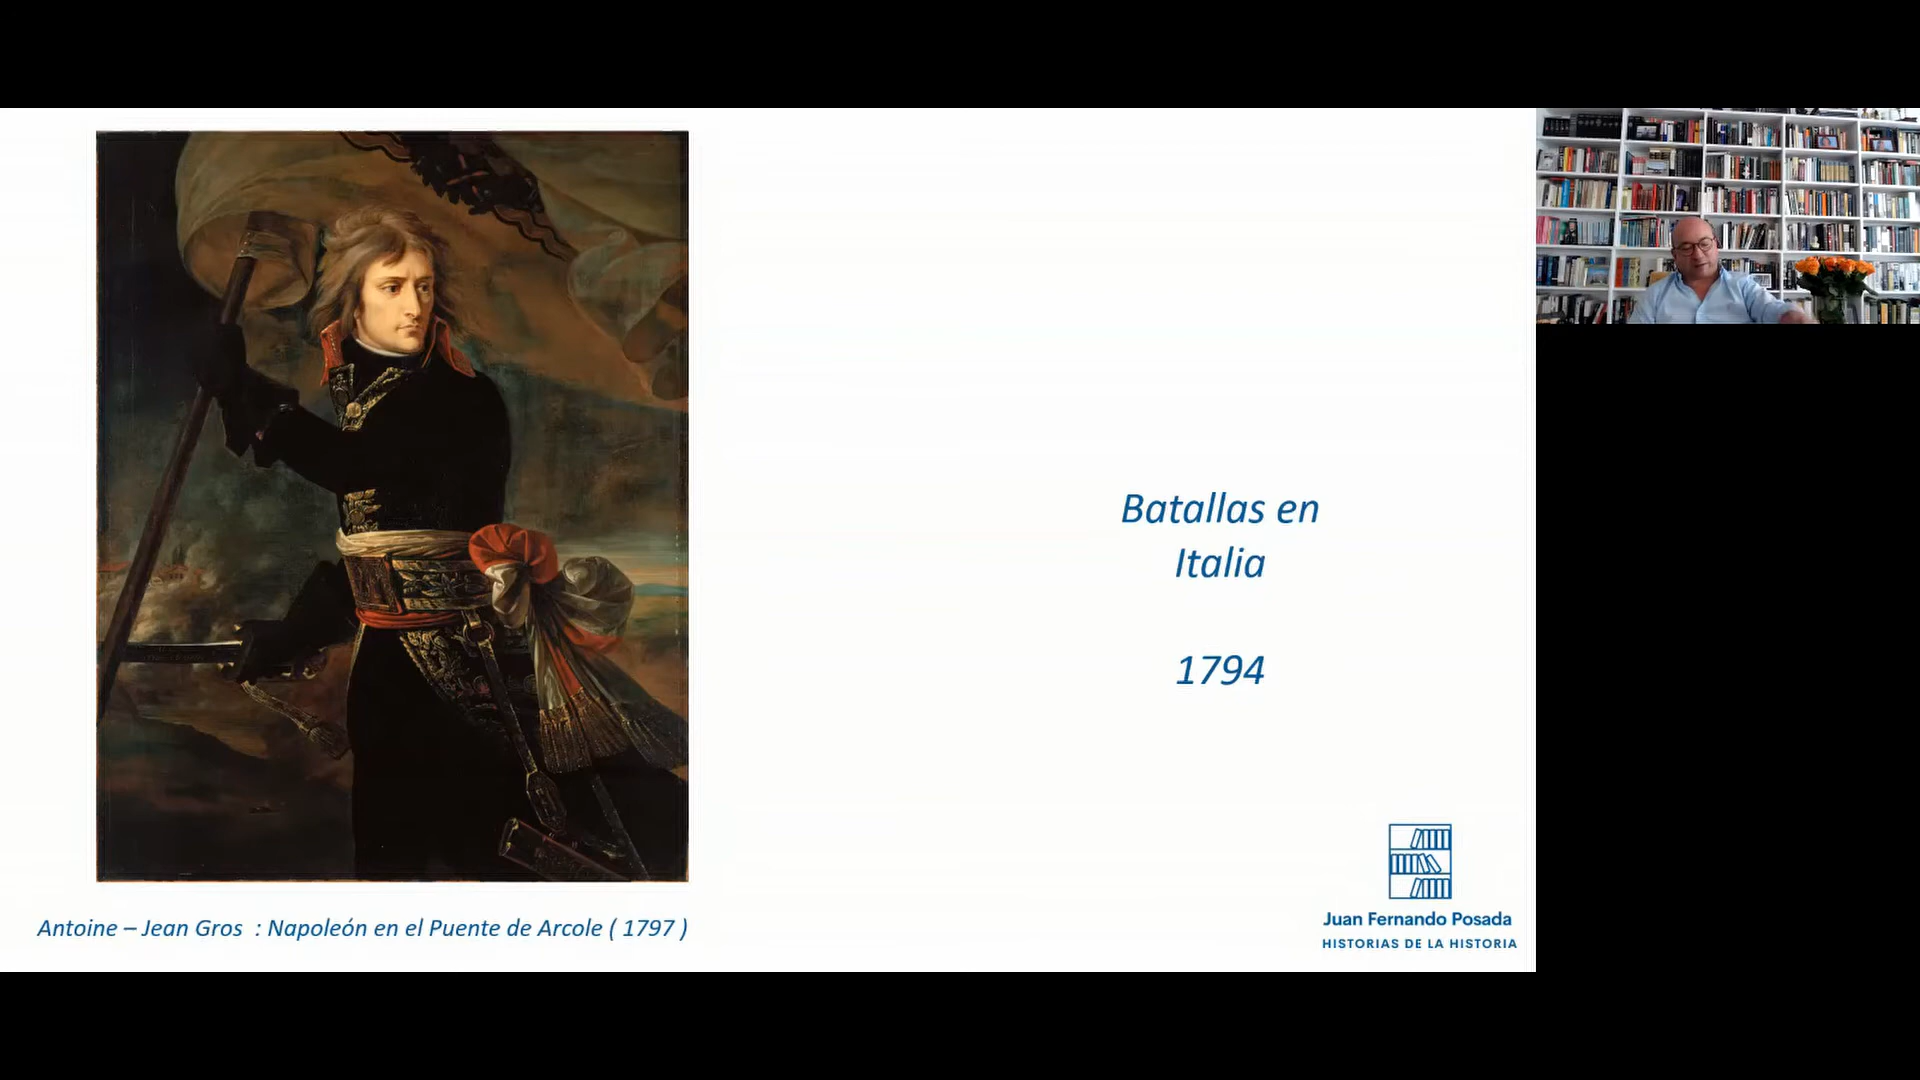 Batallas en
Italia
1794
Antoine – Jean Gros : Napoleón en el Puente de Arcole ( 1797 )
Juan Fernando Posada
HISTORIAS DE LA HISTORIA